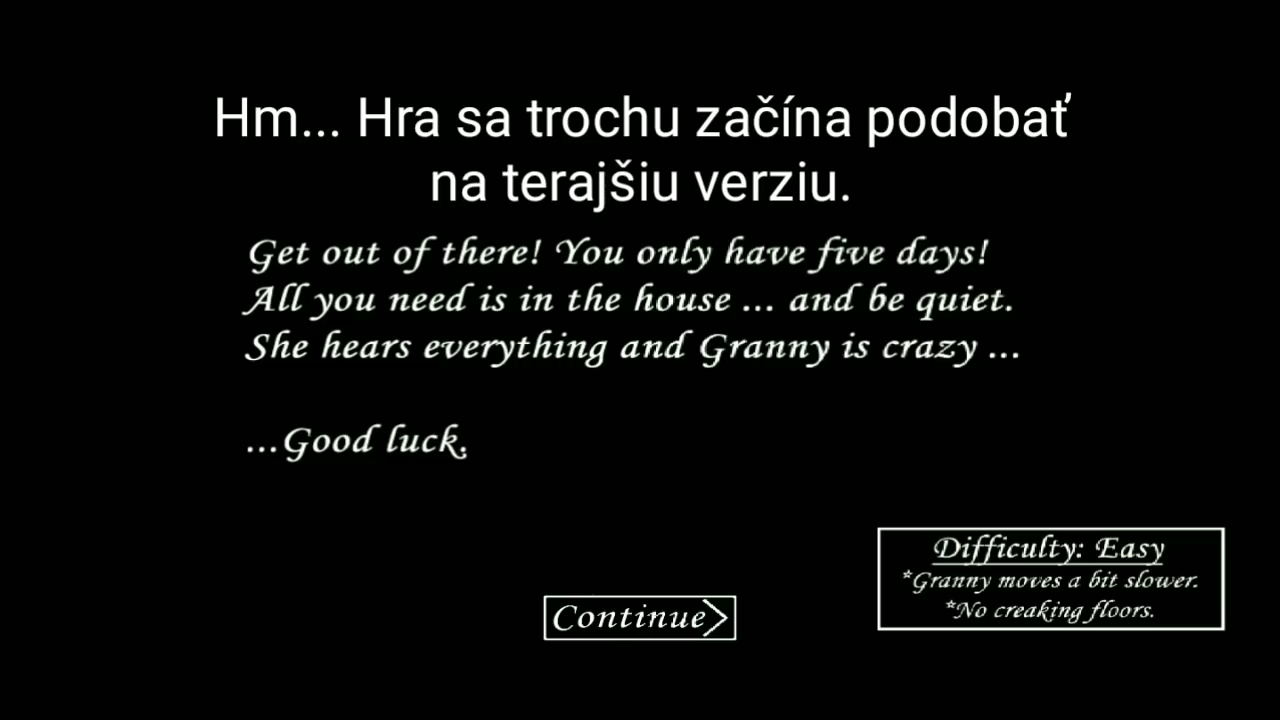 Hm... Hra sa trochu začína podobať
na terajšiu verziu.
Get out of there! You only have five days!
All you need is in the house ... and be quiet.
She hears everything and Granny is crazy ...
...Good luck.
Difficulty: Easy
*Granny moves a bit slower.
*No creaking floors.
Continue>